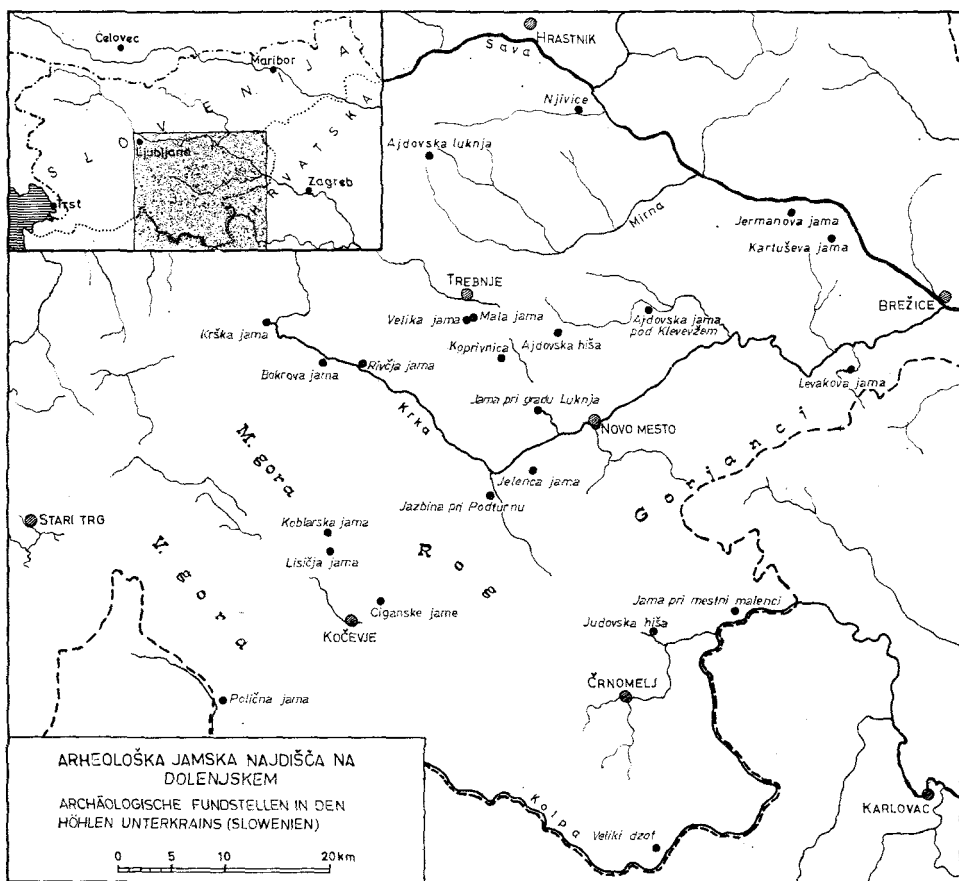 Celovec
Maribor
SLOVENJA
HRVATSKA
Ljubljana
Zagreb
Trst
HRASTNIK
Sava
Njivice
Ajdovska luknja
Mirna
Jermanova jama
Kartuševa jama
TREBNJE
BREŽICE
Velika jama
Mala jama
Ajdovska jama
pod Klevevžem
Krška jama
Koprivnica
Ajdovska hiša
Bokrova jama
Rivčja jama
Levakova jama
Jama pri gradu Luknja
Krka
NOVO MESTO
M. gora
Gorjanci
Jelenca jama
Jazbina pri Podturnu
STARI TRG
Koblarska jama
Lisičja jama
Rog
V. gora
Ciganske jame
KOČEVJE
Jama pri mestni malenci
Judovska hiša
ČRNOMELJ
Polična jama
ARHEOLOŠKA JAMSKA NAJDIŠČA NA
DOLENJSKEM
ARCHÄOLOGISCHE FUNDSTELLEN IN DEN
HÖHLEN UNTERKRAINS (SLOWENIEN)
0 5 10 20 km
Kolpa
Veliki dzot
KARLOVAC